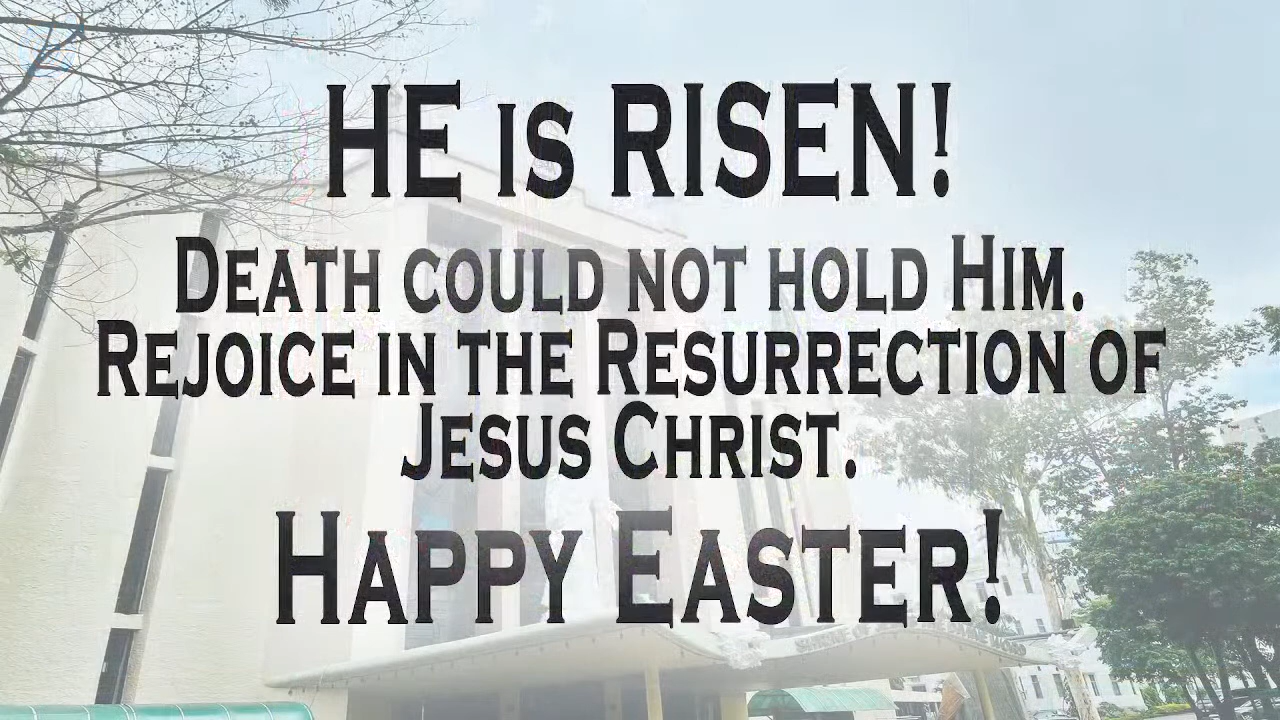 HE IS RISEN!
DEATH COULD NOT HOLD HIM.
REJOICE IN THE RESURRECTION OF
JESUS CHRIST.
HAPPY EASTER!